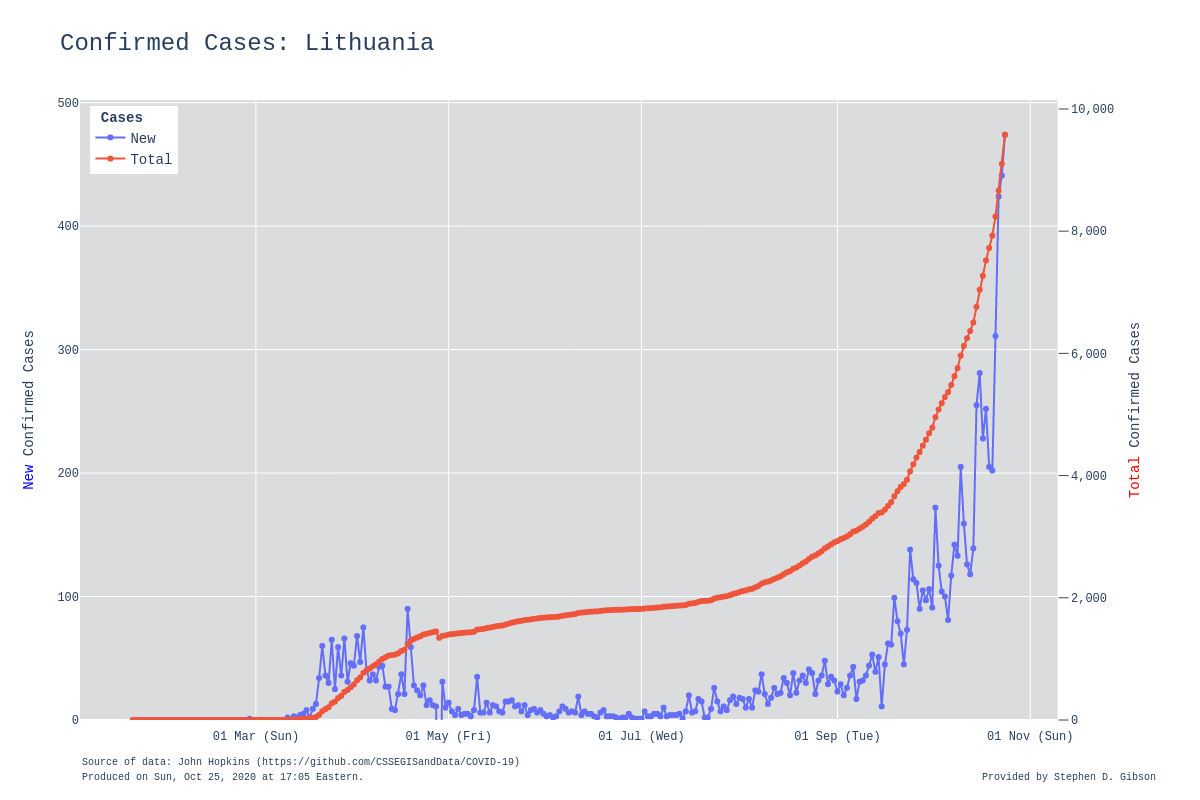 Confirmed Cases: Lithuania
Cases
New
Total
500
400
300
200
100
0
10,000
8,000
6,000
4,000
2,000
0
New Confirmed Cases
Total Confirmed Cases
01 Mar (Sun)
01 May (Fri)
01 Jul (Wed)
01 Sep (Tue)
01 Nov (Sun)
Source of data: John Hopkins (https://github.com/CSSEGISandData/COVID-19)
Produced on Sun, Oct 25, 2020 at 17:05 Eastern.
Provided by Stephen D. Gibson